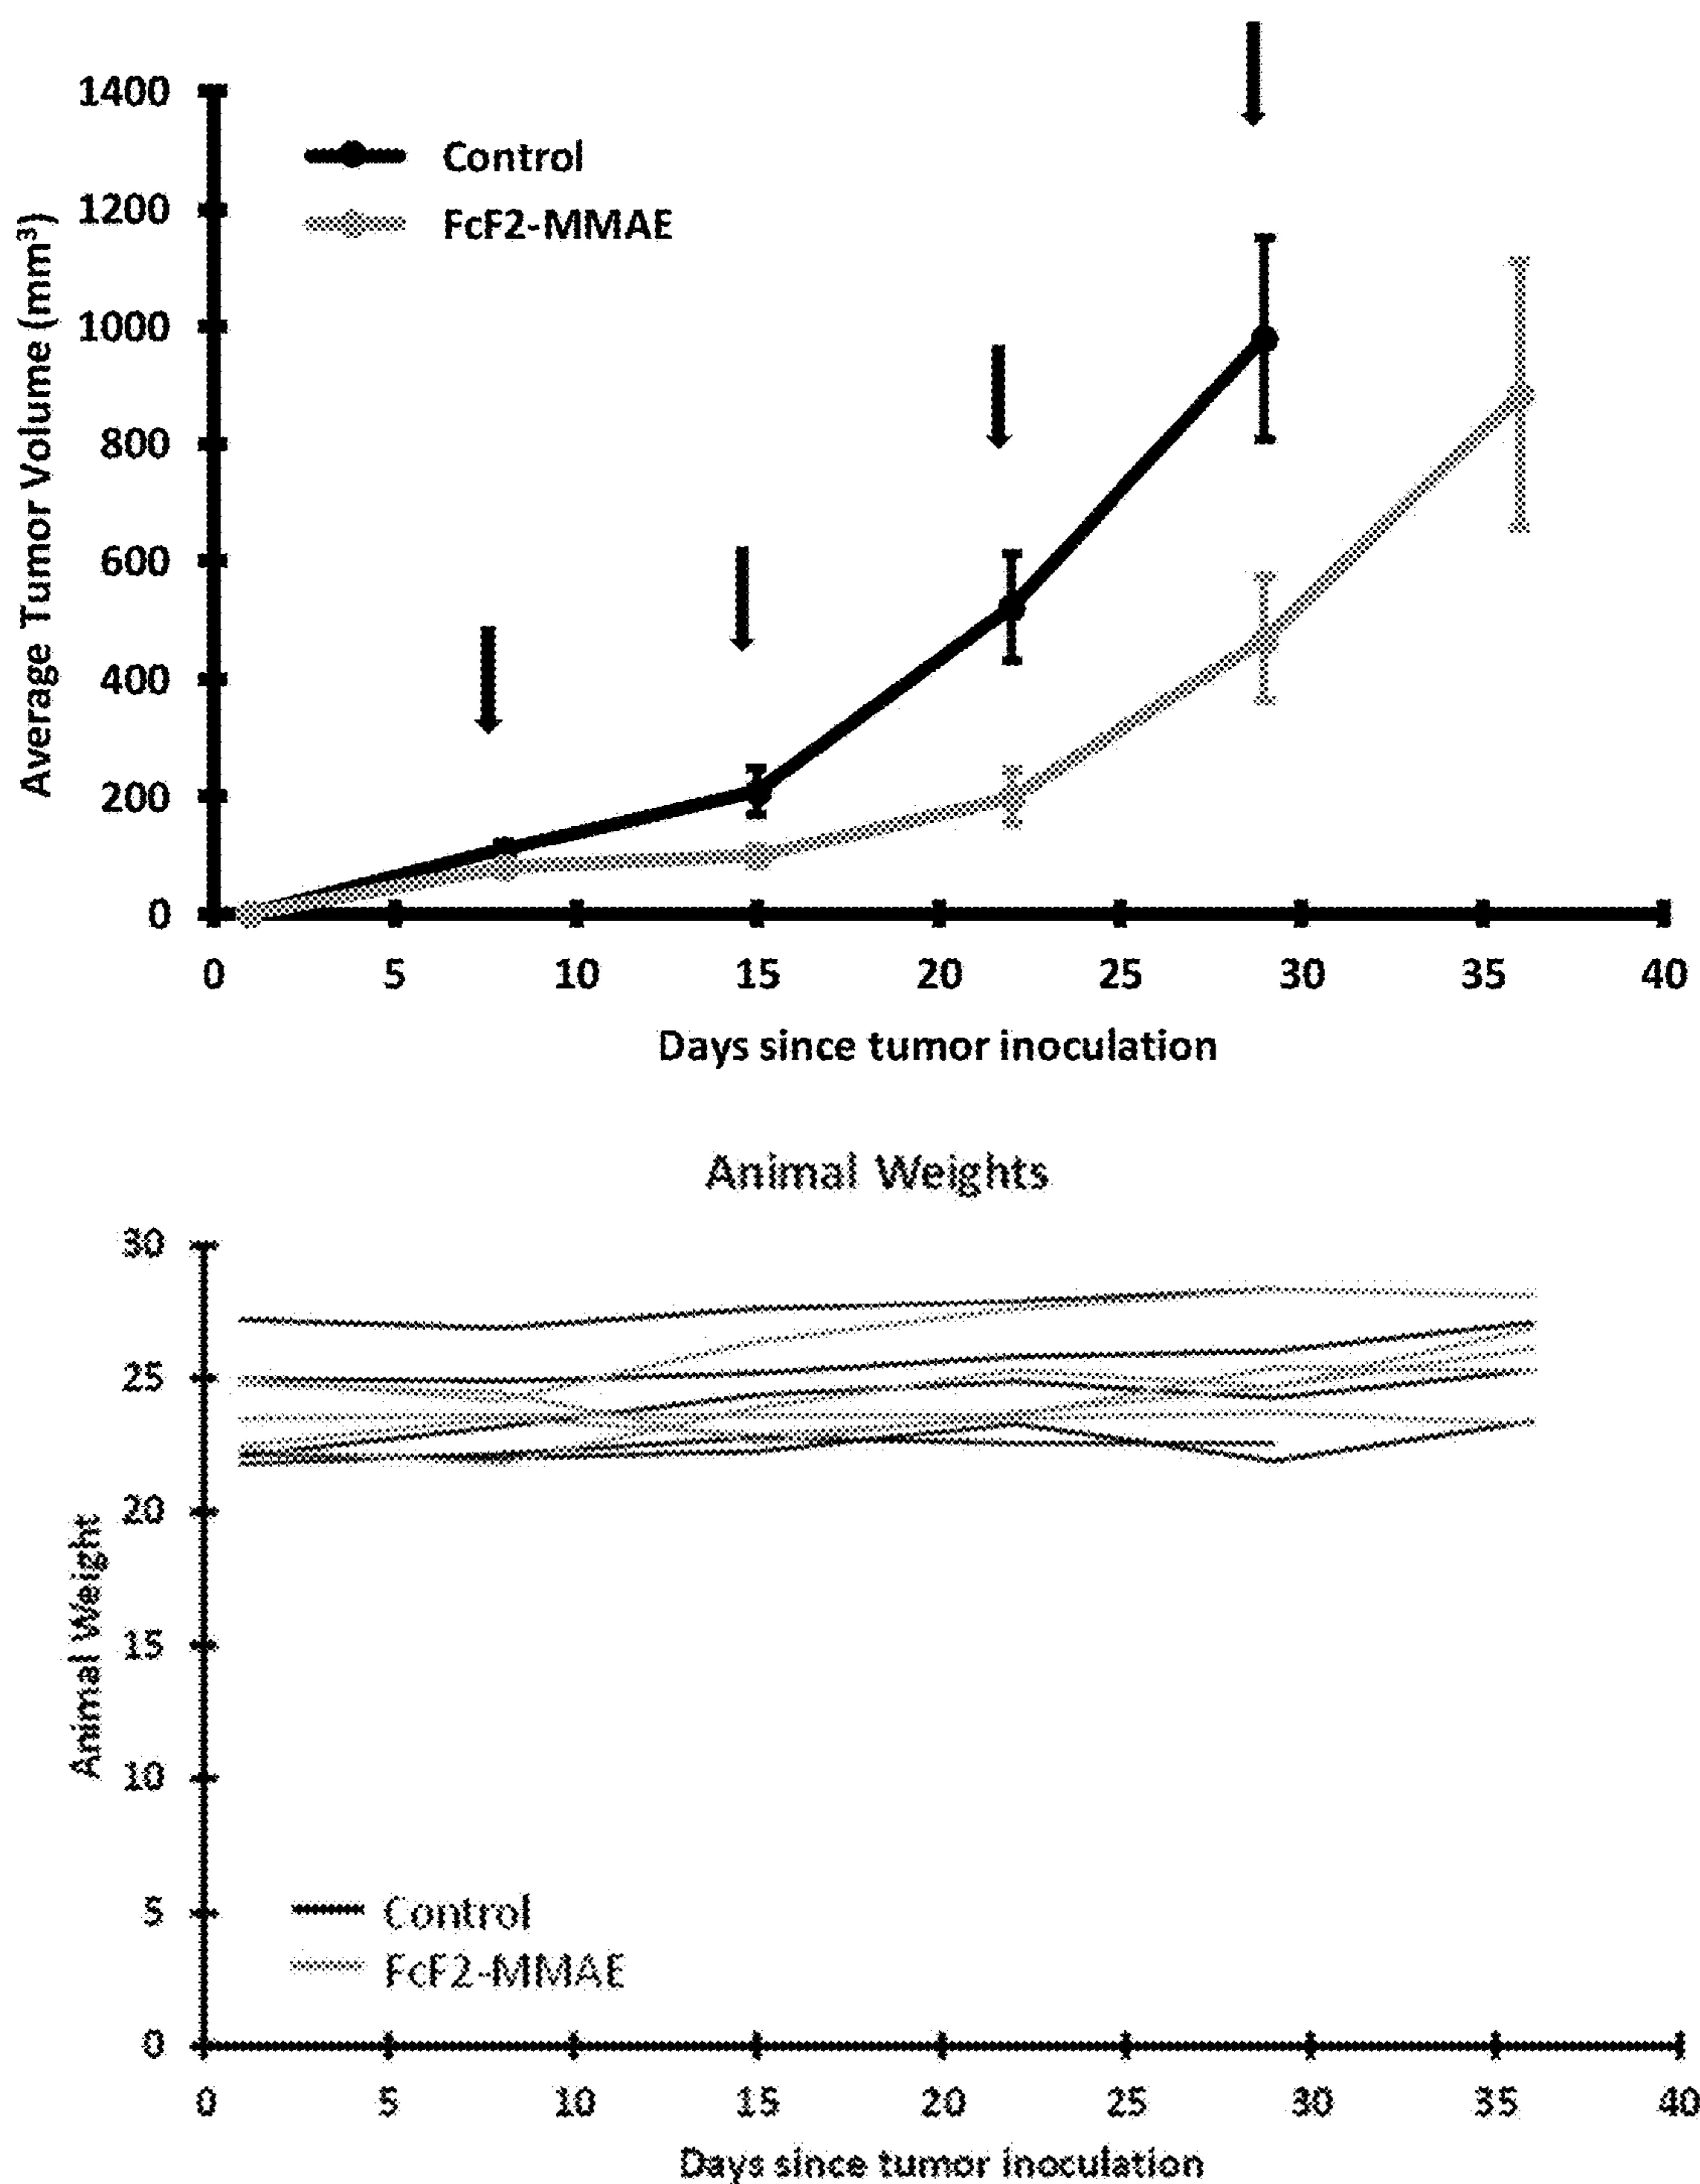 1400
1200
1000
800
600
400
200
0
Average Tumor Volume (mm³)
Control
FcF2-MMAE
0 5 10 15 20 25 30 35 40
Days since tumor inoculation
Animal Weights
30
25
20
15
10
5
0
Animal Weight
Control
FcF2-MMAE
0 5 10 15 20 25 30 35 40
Days since tumor inoculation